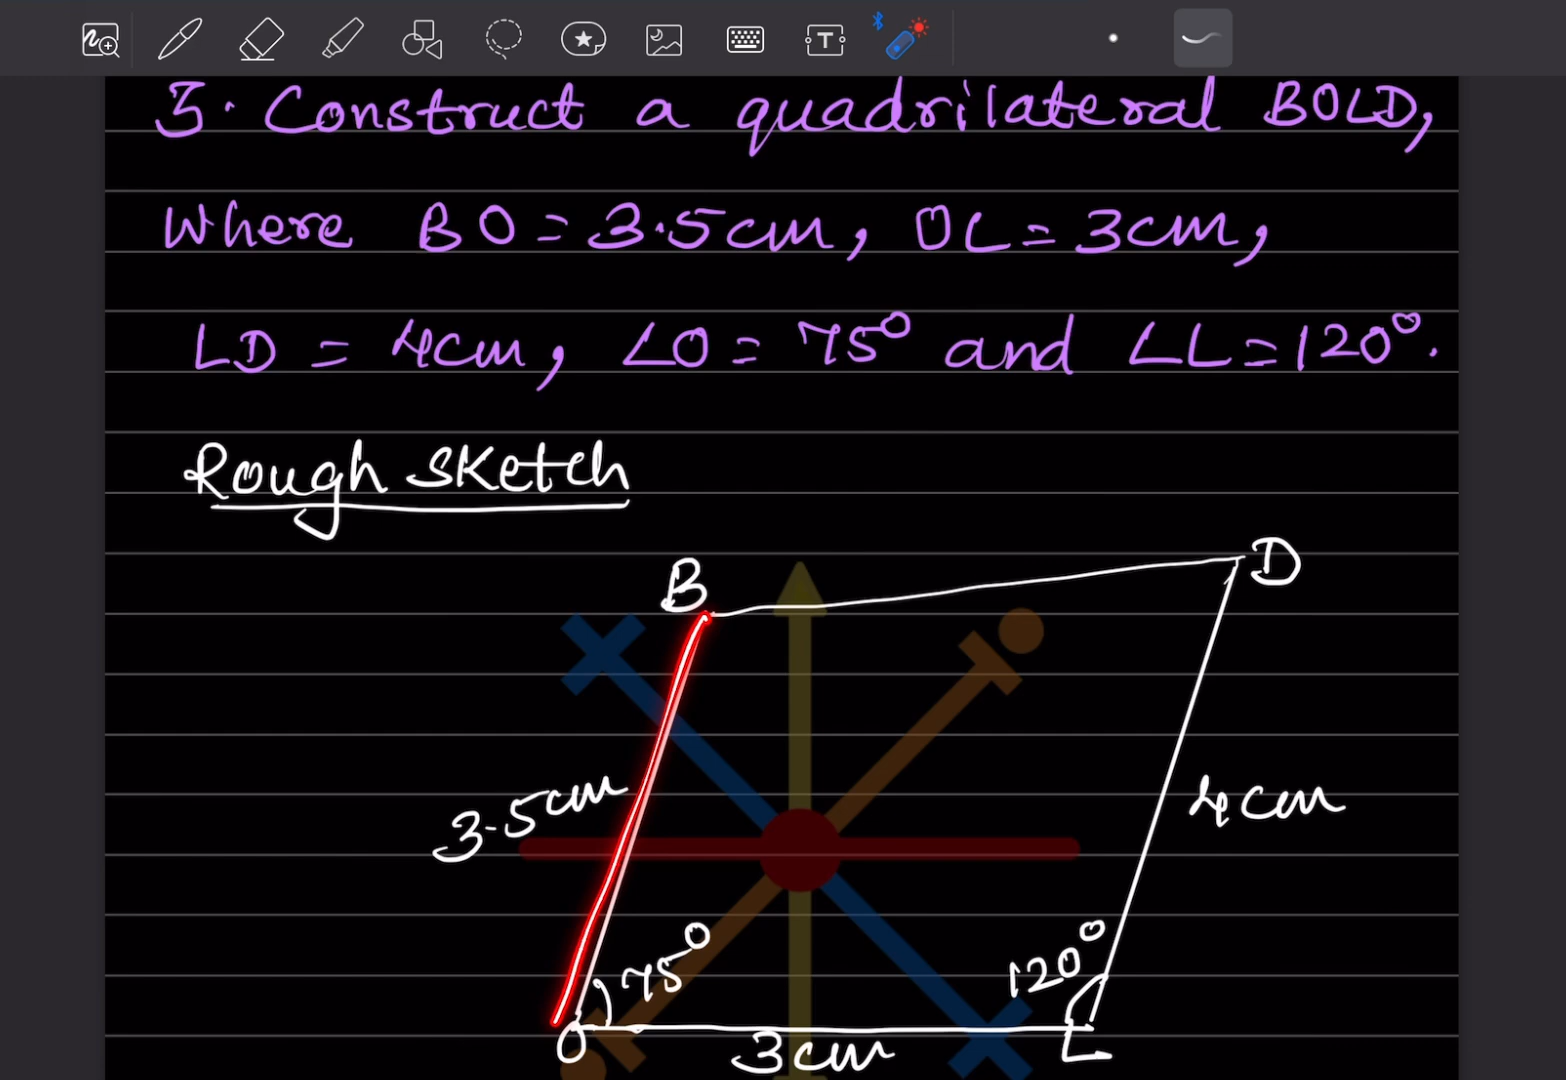 5. Construct a quadrilateral BOLD,
Where BO = 3.5cm, OL = 3cm,
LD = 4cm, ∠O = 75° and ∠L = 120°.
Rough sketch
B
D
3.5cm
4cm
75°
120°
O
3cm
L